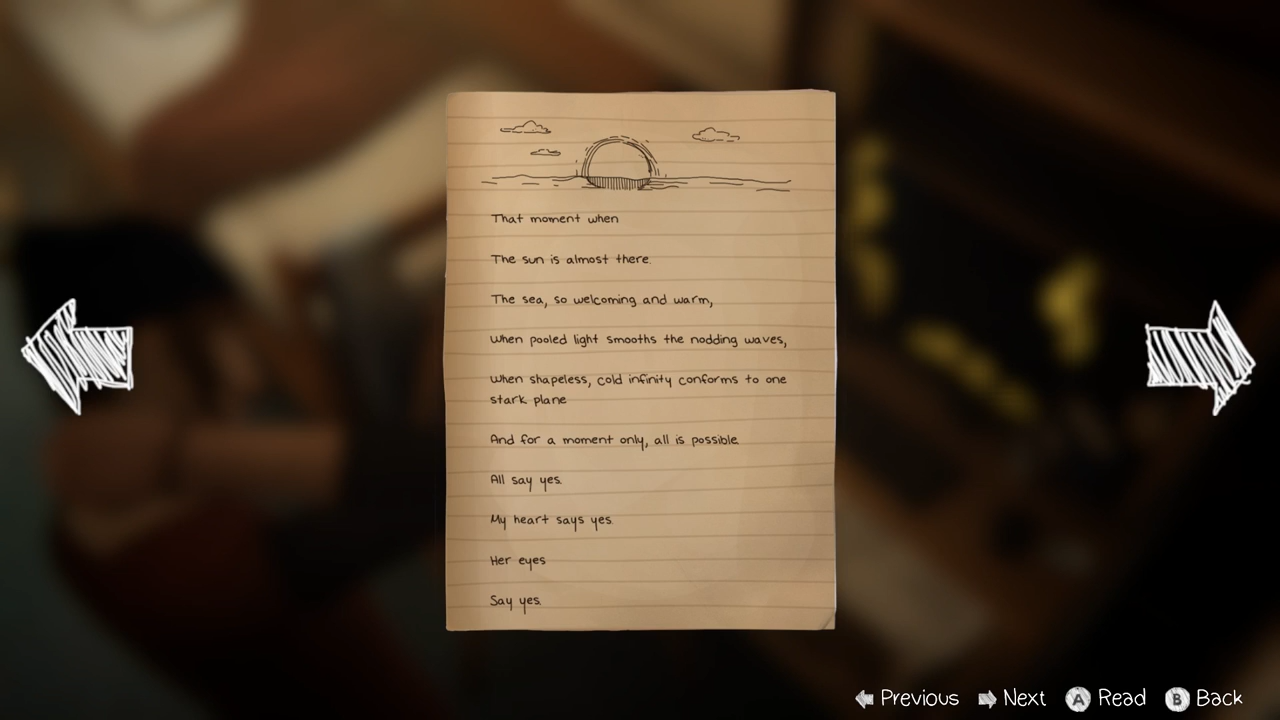 That moment when
The sun is almost there.
The sea, so welcoming and warm,
When pooled light smooths the nodding waves,
When shapeless, cold infinity conforms to one
stark plane
And for a moment only, all is possible.
All say yes.
My heart says yes.
Her eyes
Say yes.
Previous Next A Read B Back